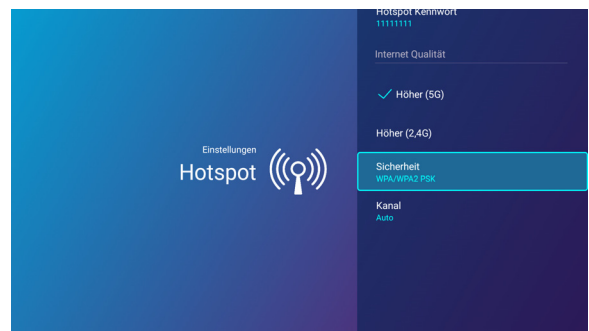 Hotspot Kennwort
11111111
Internet Qualität
Höher (5G)
Höher (2,4G)
Einstellungen
Hotspot
Sicherheit
WPA/WPA2 PSK
Kanal
Auto